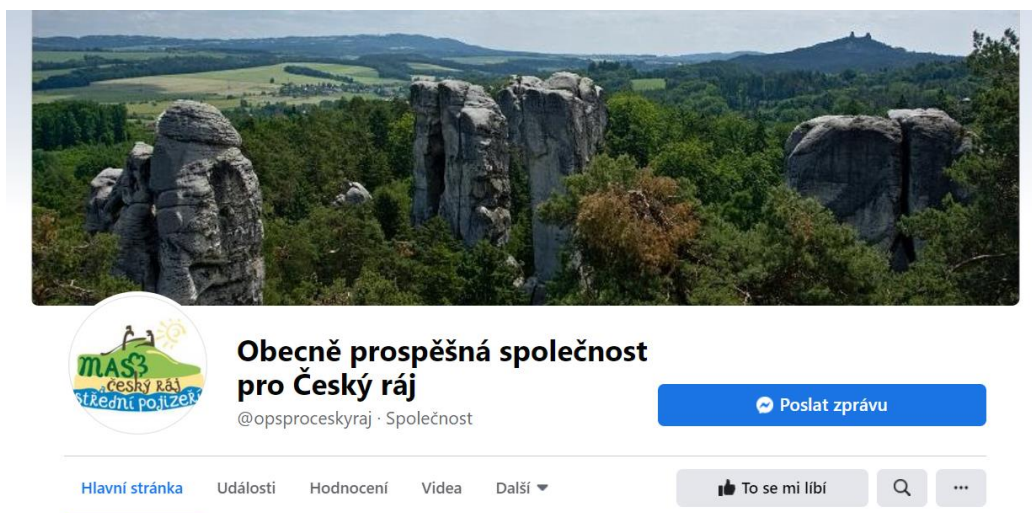 MAS
český ráj
střední pojizeří
Obecně prospěšná společnost
pro Český ráj
@opsproceskyraj · Společnost
Poslat zprávu
Hlavní stránka
Události
Hodnocení
Videa
Další
To se mi líbí